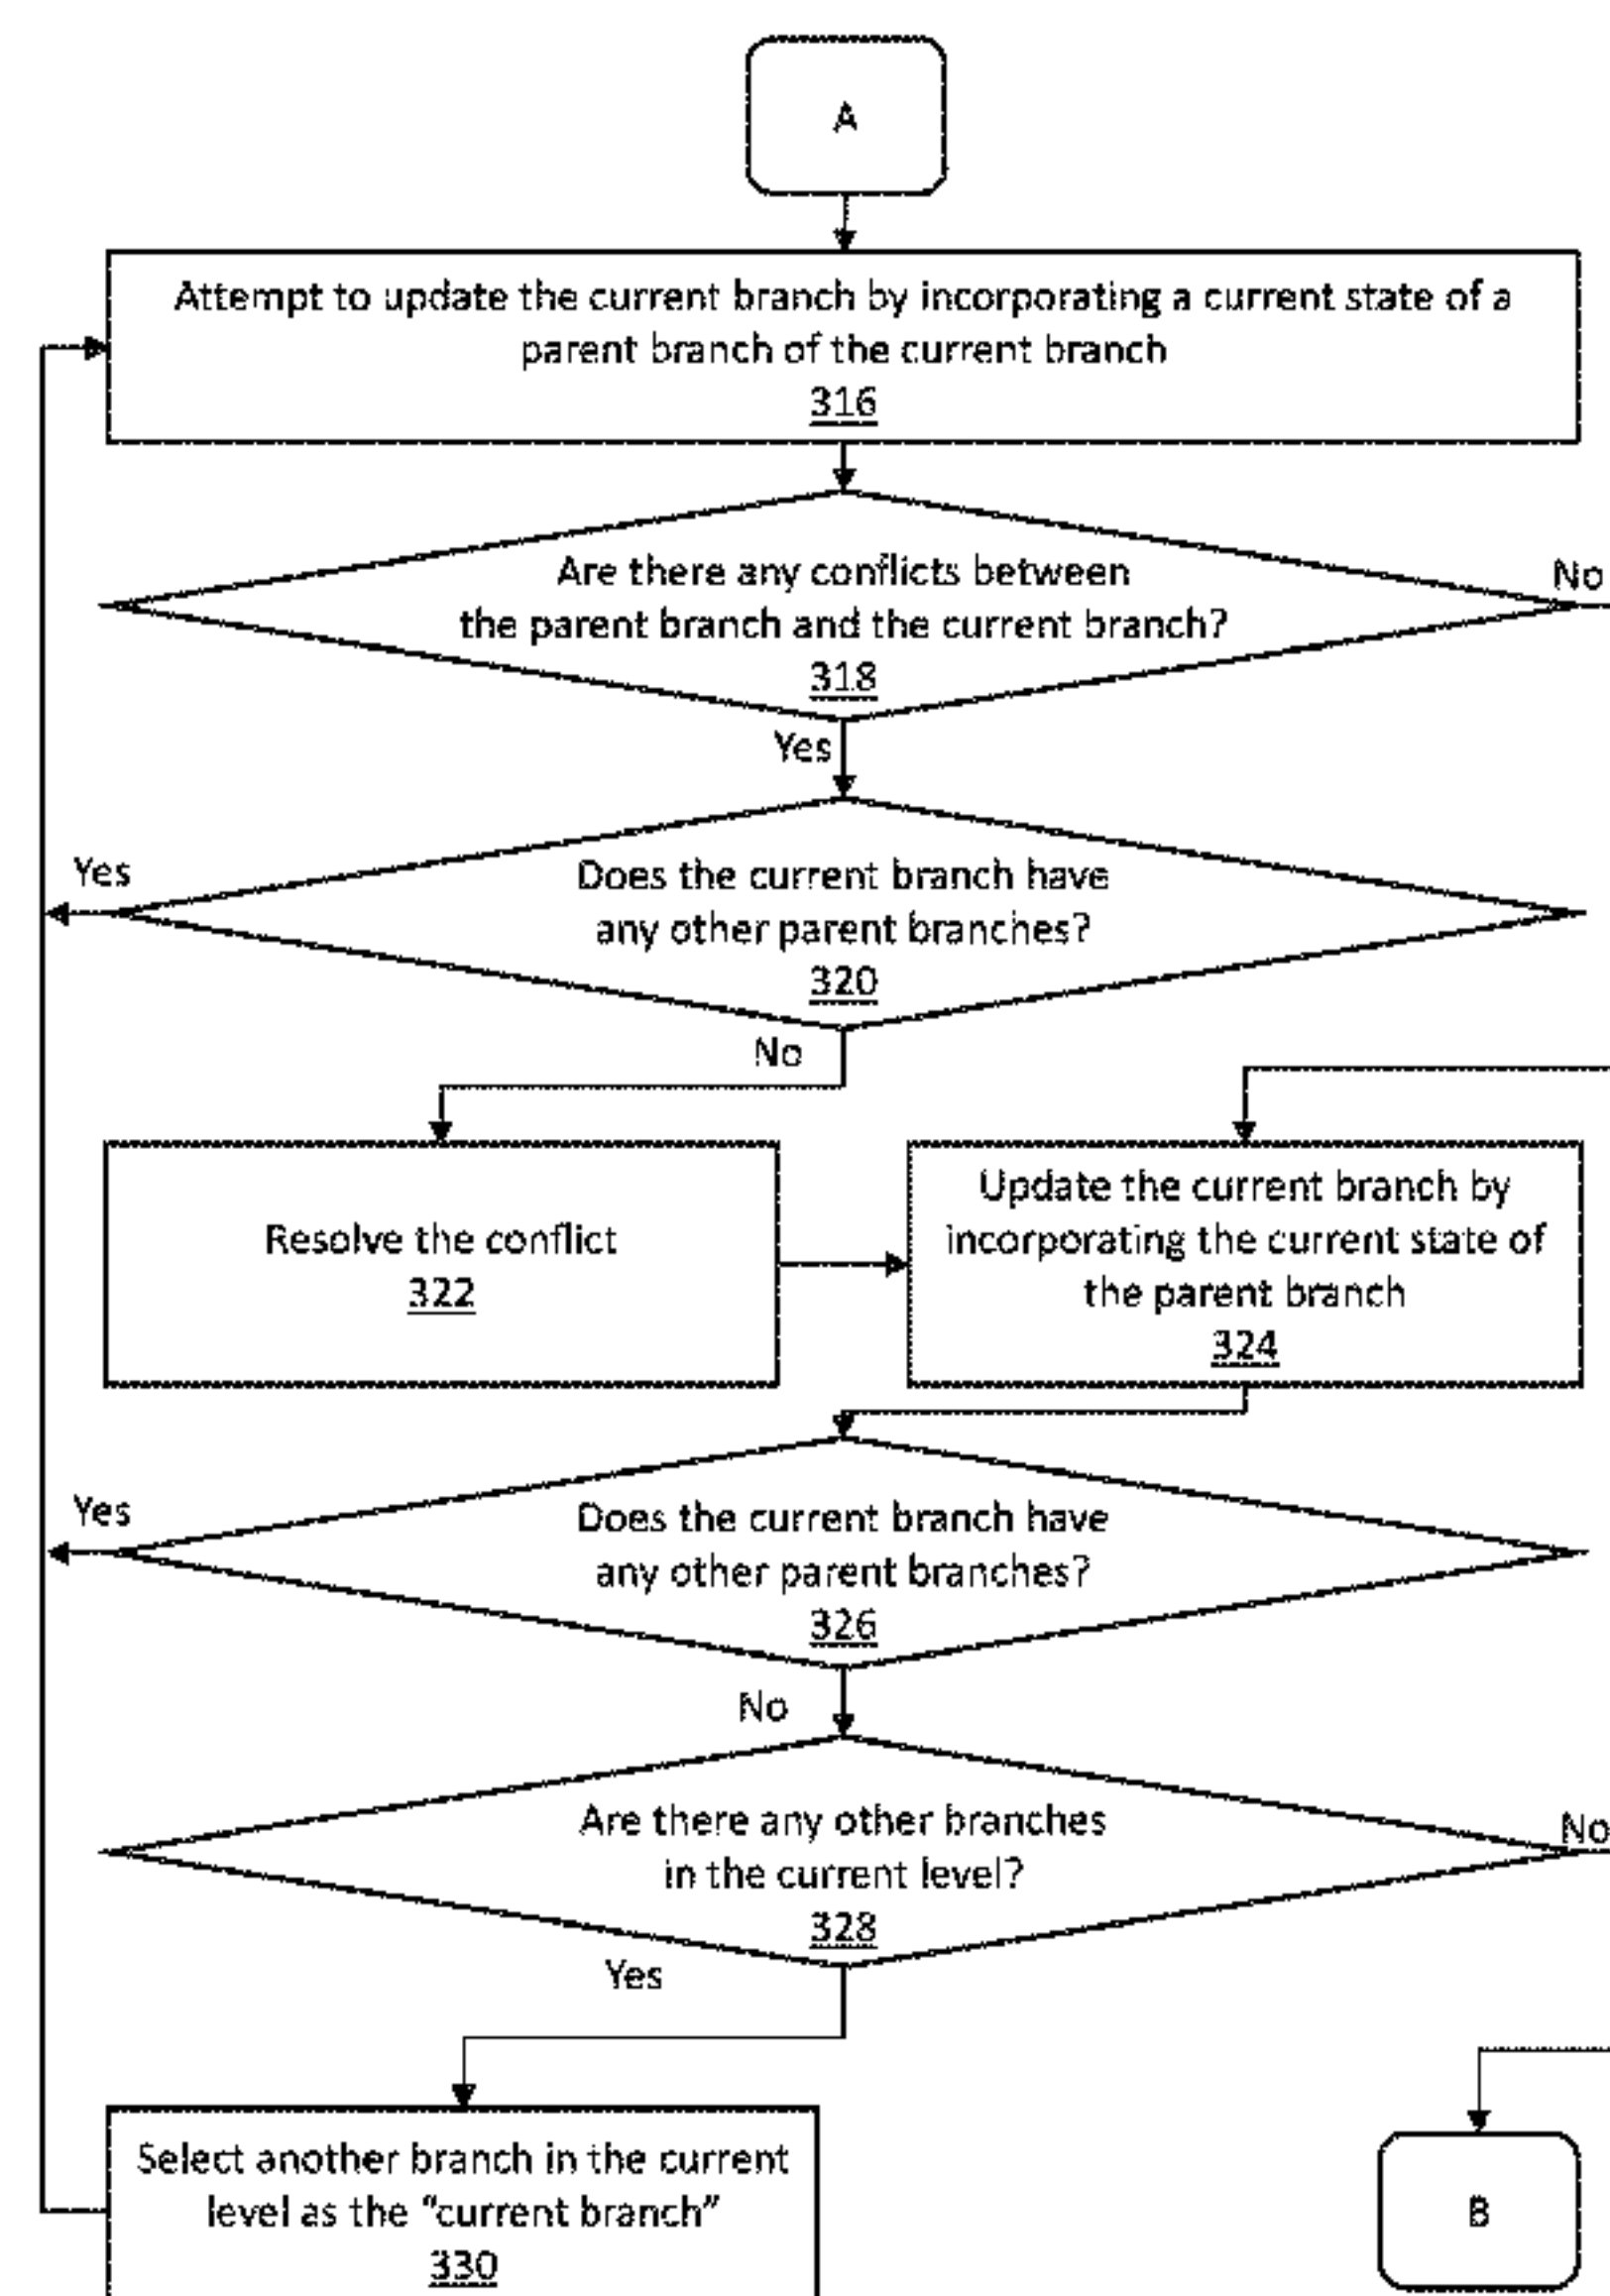 A
Attempt to update the current branch by incorporating a current state of a
parent branch of the current branch
316
Are there any conflicts between
the parent branch and the current branch?
318
No
Yes
Does the current branch have
any other parent branches?
320
Yes
No
Resolve the conflict
322
Update the current branch by
incorporating the current state of
the parent branch
324
Does the current branch have
any other parent branches?
326
Yes
No
Are there any other branches
in the current level?
328
No
Yes
Select another branch in the current
level as the “current branch”
330
B